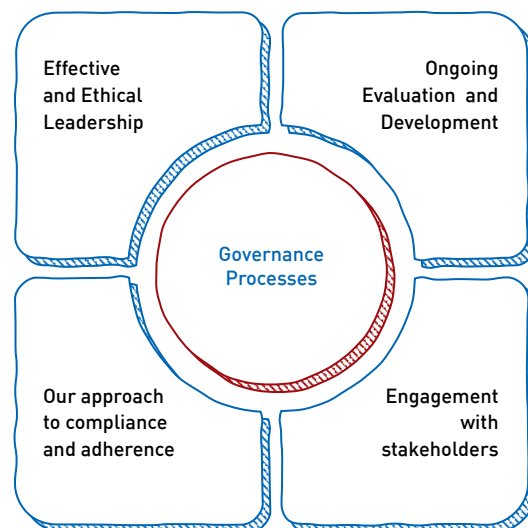 Effective
and Ethical
Leadership
Ongoing
Evaluation and
Development
Governance
Processes
Our approach
to compliance
and adherence
Engagement
with
stakeholders